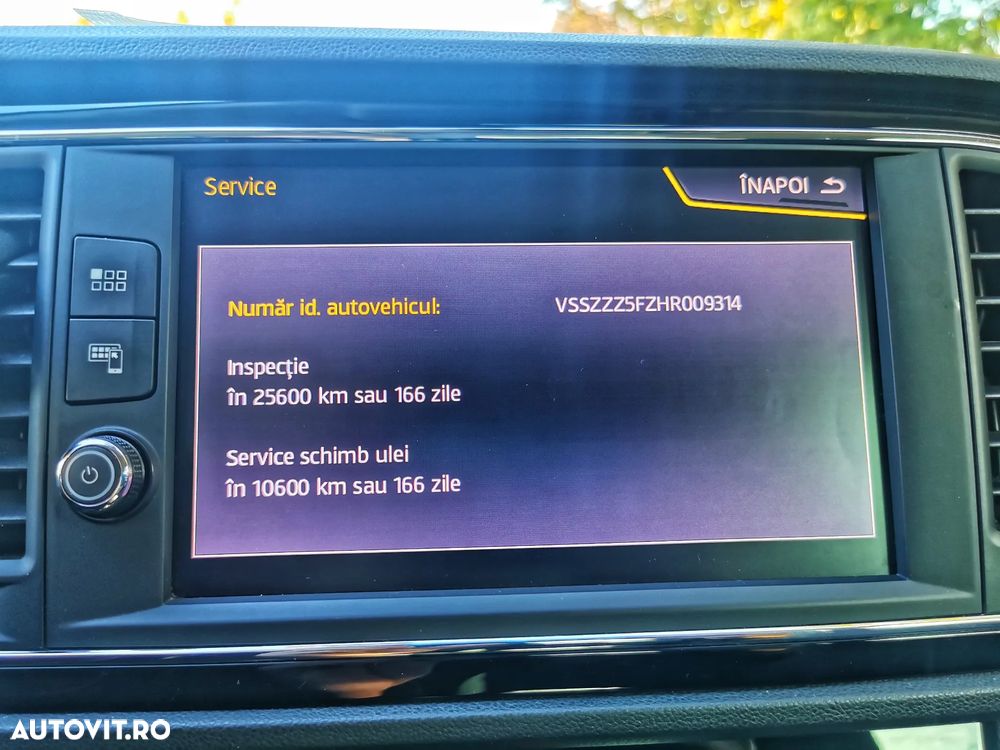 Service
ÎNAPOI
Număr id. autovehicul: VSSZZZ5FZHR009314
Inspecţie
în 25600 km sau 166 zile
Service schimb ulei
în 10600 km sau 166 zile
AUTOVIT.RO